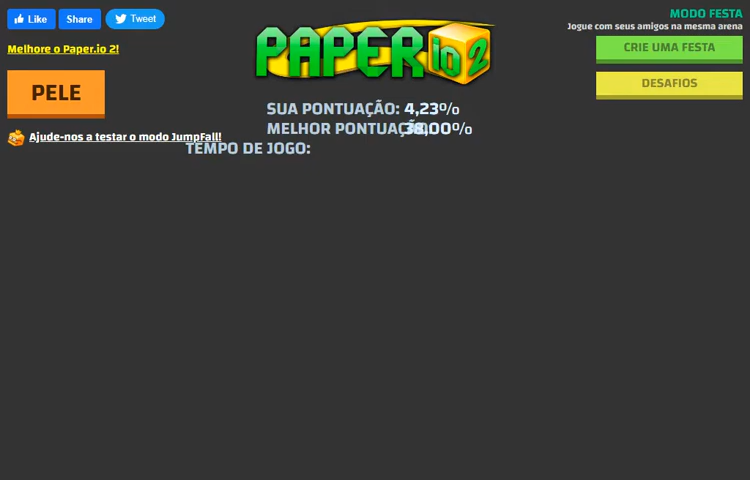 Like Share Tweet
Melhore o Paper.io 2!
PELE
Ajude-nos a testar o modo JumpFall!
PAPER.io 2
SUA PONTUAÇÃO: 4,23%
MELHOR PONTUAÇÃO: 38,00%
TEMPO DE JOGO:
MODO FESTA
Jogue com seus amigos na mesma arena
CRIE UMA FESTA
DESAFIOS